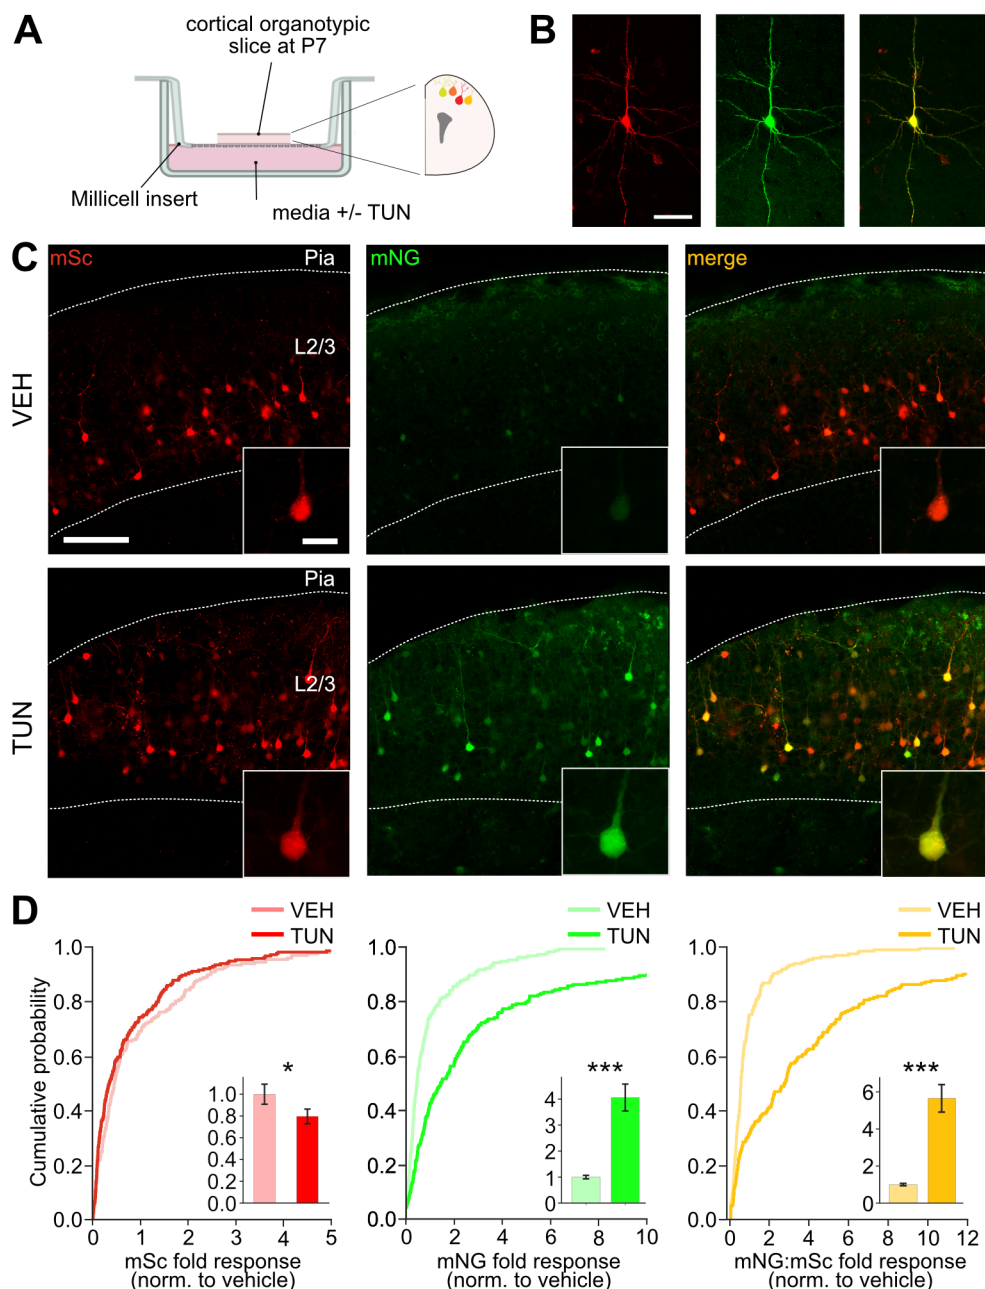 A
cortical organotypic
slice at P7
Millicell insert
media +/- TUN
B
C
mSc
Pia
mNG
merge
L2/3
VEH
Pia
L2/3
TUN
D
VEH
TUN
VEH
TUN
VEH
TUN
Cumulative probability
1.0
0.8
0.6
0.4
0.2
0.0
0
1
2
3
4
5
*
1.0
0.8
0.6
0.4
0.2
0.0
mSc fold response
(norm. to vehicle)
1.0
0.8
0.6
0.4
0.2
0.0
0
2
4
6
8
10
***
4
3
2
1
0
mNG fold response
(norm. to vehicle)
1.0
0.8
0.6
0.4
0.2
0.0
0
2
4
6
8
10
12
***
6
4
2
0
mNG:mSc fold response
(norm. to vehicle)